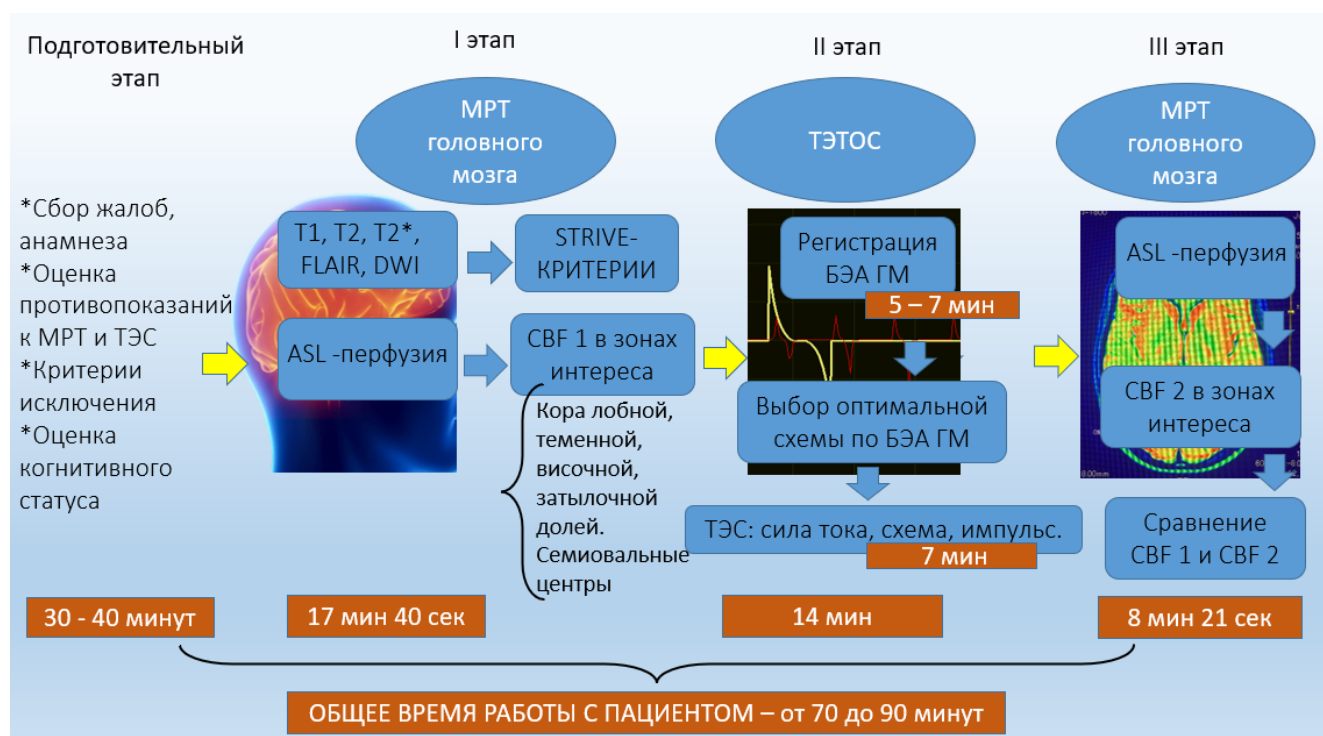 Подготовительный
этап
*Сбор жалоб,
анамнеза
*Оценка
противопоказаний
к МРТ и ТЭС
*Критерии
исключения
*Оценка
когнитивного
статуса
30 - 40 минут
I этап
МРТ
головного
мозга
T1, T2, T2*,
FLAIR, DWI
STRIVE-
КРИТЕРИИ
ASL -перфузия
CBF 1 в зонах
интереса
Кора лобной,
теменной,
височной,
затылочной
долей.
Семиовальные
центры
17 мин 40 сек
II этап
ТЭТОС
Регистрация
БЭА ГМ
5 – 7 мин
Выбор оптимальной
схемы по БЭА ГМ
ТЭС: сила тока, схема, импульс.
7 мин
14 мин
III этап
МРТ
головного
мозга
ASL -перфузия
CBF 2 в зонах
интереса
Сравнение
CBF 1 и CBF 2
8 мин 21 сек
ОБЩЕЕ ВРЕМЯ РАБОТЫ С ПАЦИЕНТОМ – от 70 до 90 минут